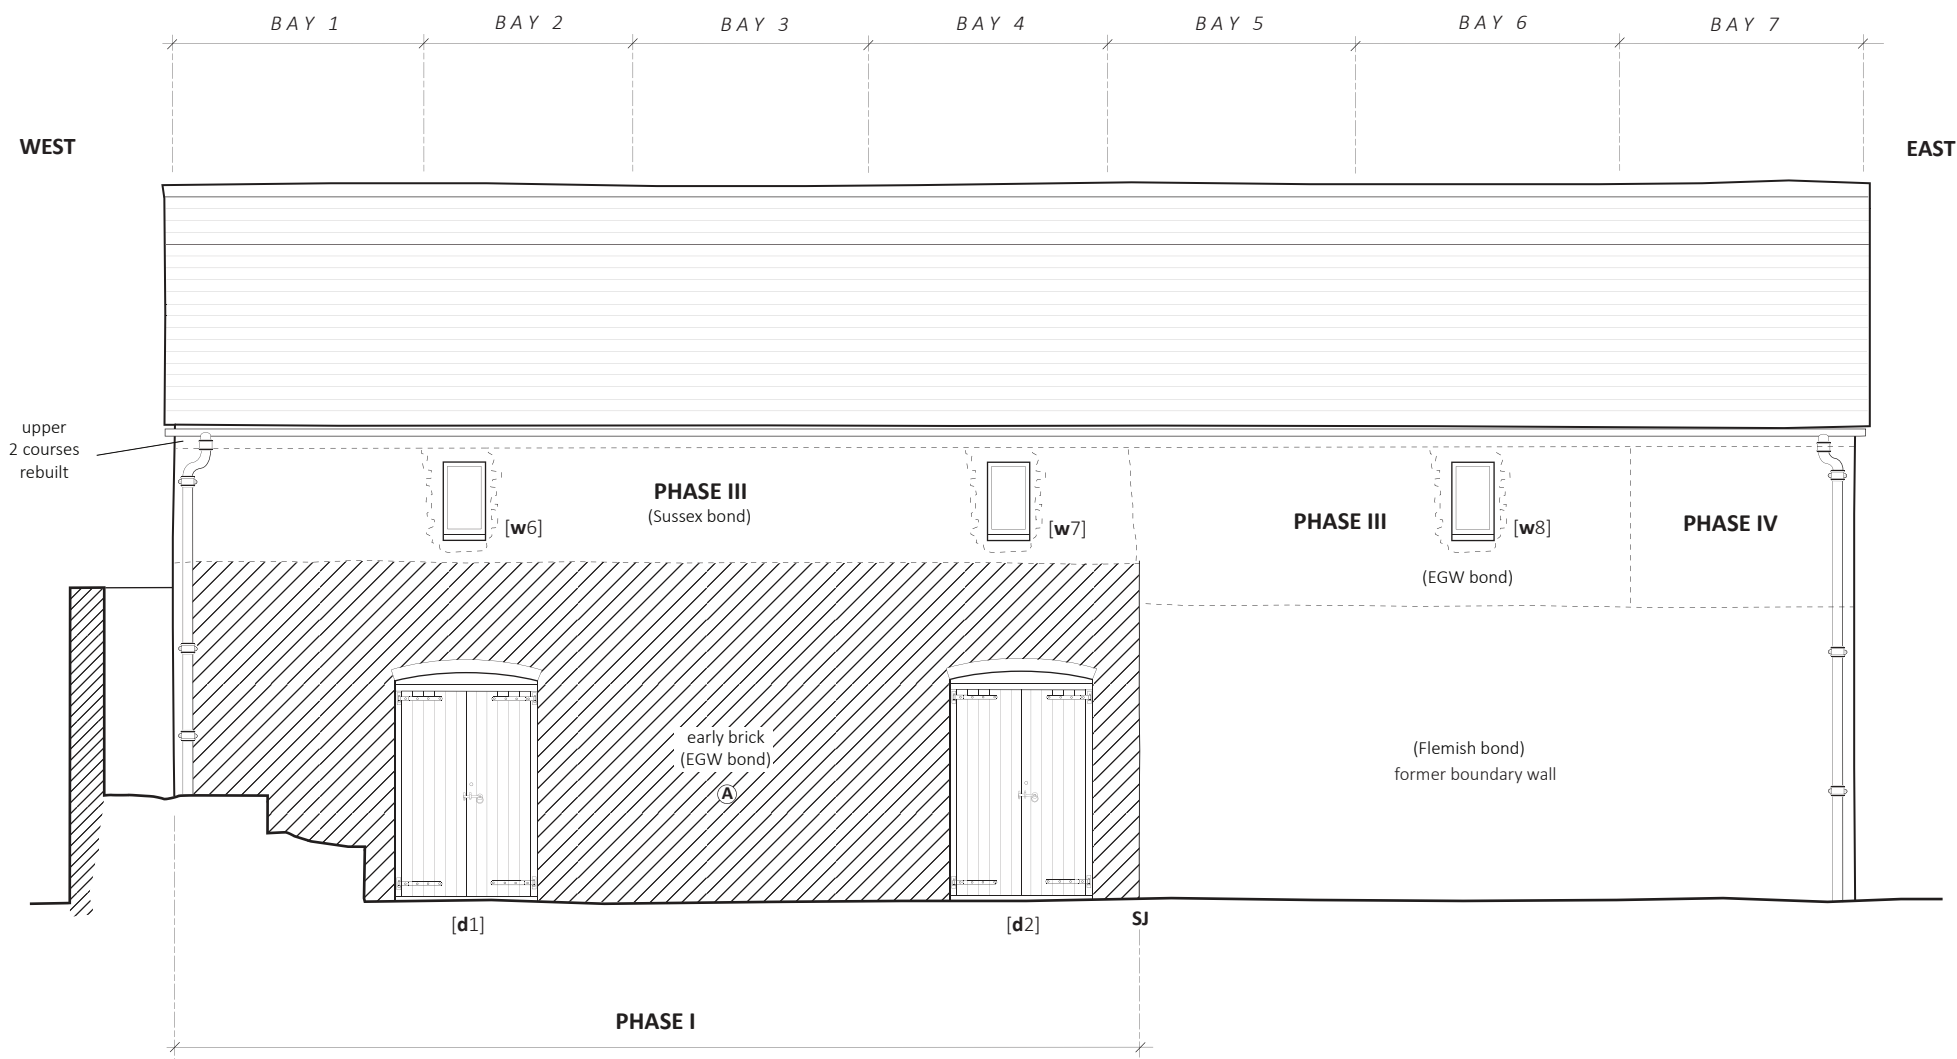 BAY 1
BAY 2
BAY 3
BAY 4
BAY 5
BAY 6
BAY 7
WEST
EAST
upper
2 courses
rebuilt
PHASE III
(Sussex bond)
[w6]
[w7]
PHASE III
[w8]
(EGW bond)
PHASE IV
early brick
(EGW bond)
A
(Flemish bond)
former boundary wall
[d1]
[d2]
SJ
PHASE I